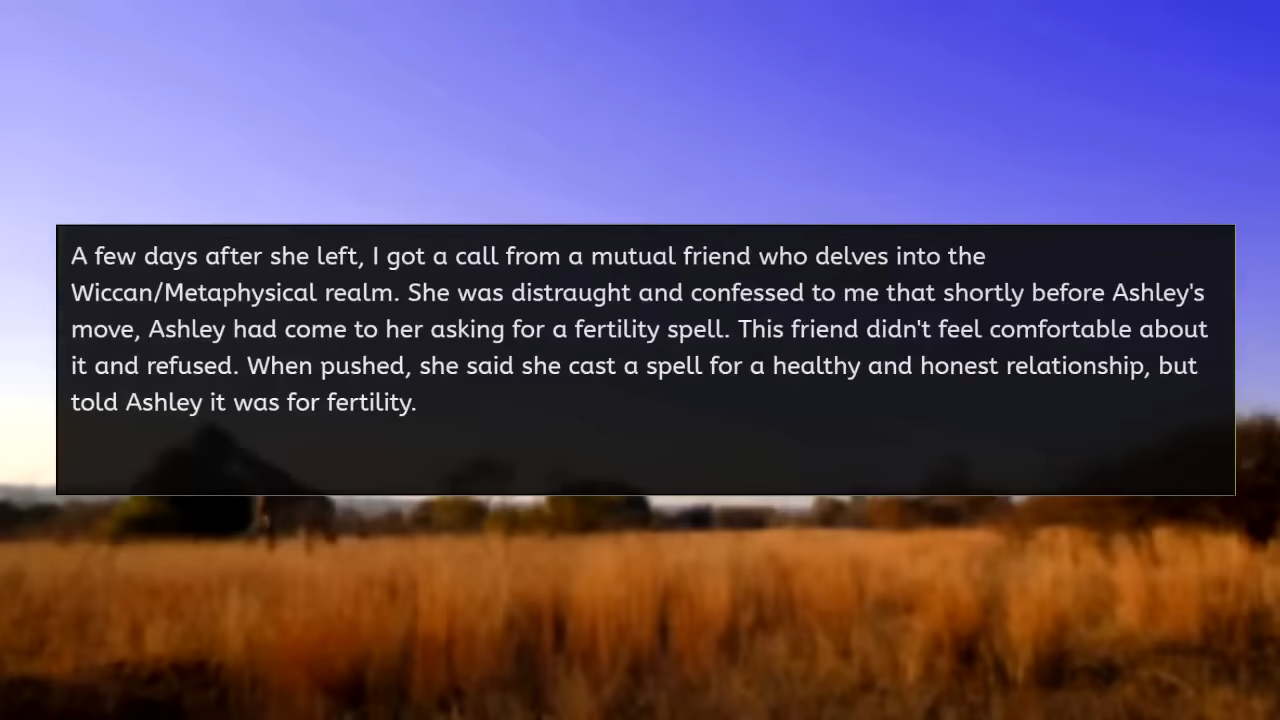 A few days after she left, I got a call from a mutual friend who delves into the
Wiccan/Metaphysical realm. She was distraught and confessed to me that shortly before Ashley's
move, Ashley had come to her asking for a fertility spell. This friend didn't feel comfortable about
it and refused. When pushed, she said she cast a spell for a healthy and honest relationship, but
told Ashley it was for fertility.